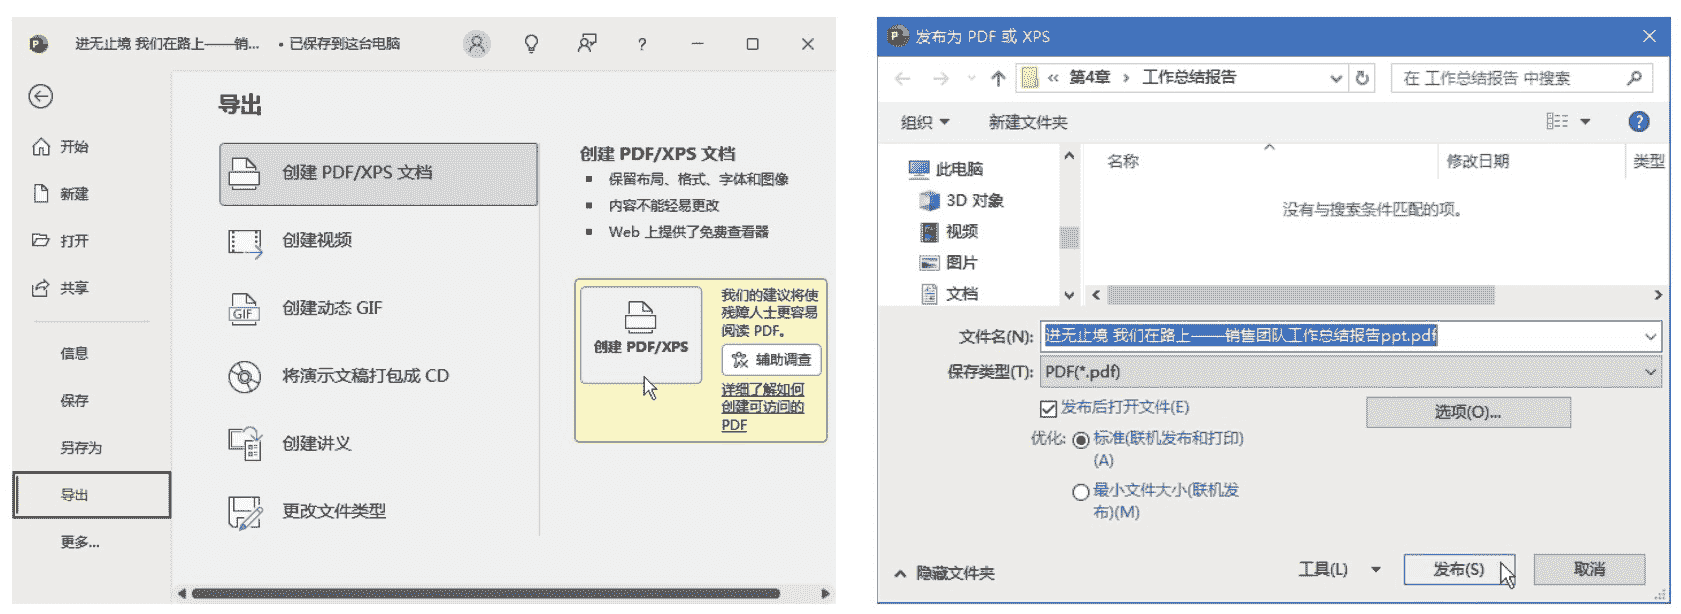 进无止境 我们在路上——销... • 已保存到这台电脑
导出
开始
新建
打开
共享
信息
保存
另存为
导出
更多...
创建 PDF/XPS 文档
创建视频
创建动态 GIF
GIF
将演示文稿打包成 CD
创建讲义
更改文件类型
创建 PDF/XPS 文档
保留布局、格式、字体和图像
内容不能轻易更改
Web 上提供了免费查看器
创建 PDF/XPS
我们的建议将使
残障人士更容易
阅读 PDF。
辅助调查
详细了解如何
创建可访问的
PDF
发布为 PDF 或 XPS
« 第4章 › 工作总结报告
在 工作总结报告 中搜索
组织
新建文件夹
此电脑
3D 对象
视频
图片
文档
名称
修改日期
类型
没有与搜索条件匹配的项。
文件名(N): 进无止境 我们在路上——销售团队工作总结报告ppt.pdf
保存类型(T): PDF(*.pdf)
发布后打开文件(E)
选项(O)...
优化: 标准(联机发布和打印)
(A)
最小文件大小(联机发
布)(M)
隐藏文件夹
工具(L)
发布(S)
取消